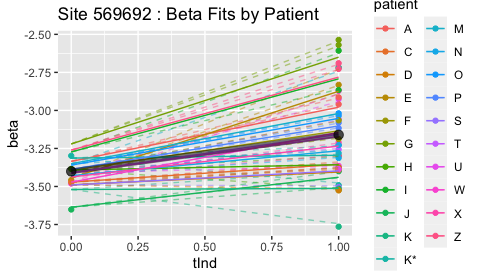 Site 569692 : Beta Fits by Patient
patient
-2.50
-2.75
-3.00
-3.25
-3.50
-3.75
beta
0.00 0.25 0.50 0.75 1.00
tInd
A M
C N
D O
E P
F S
G T
H U
I W
J X
K Z
K*